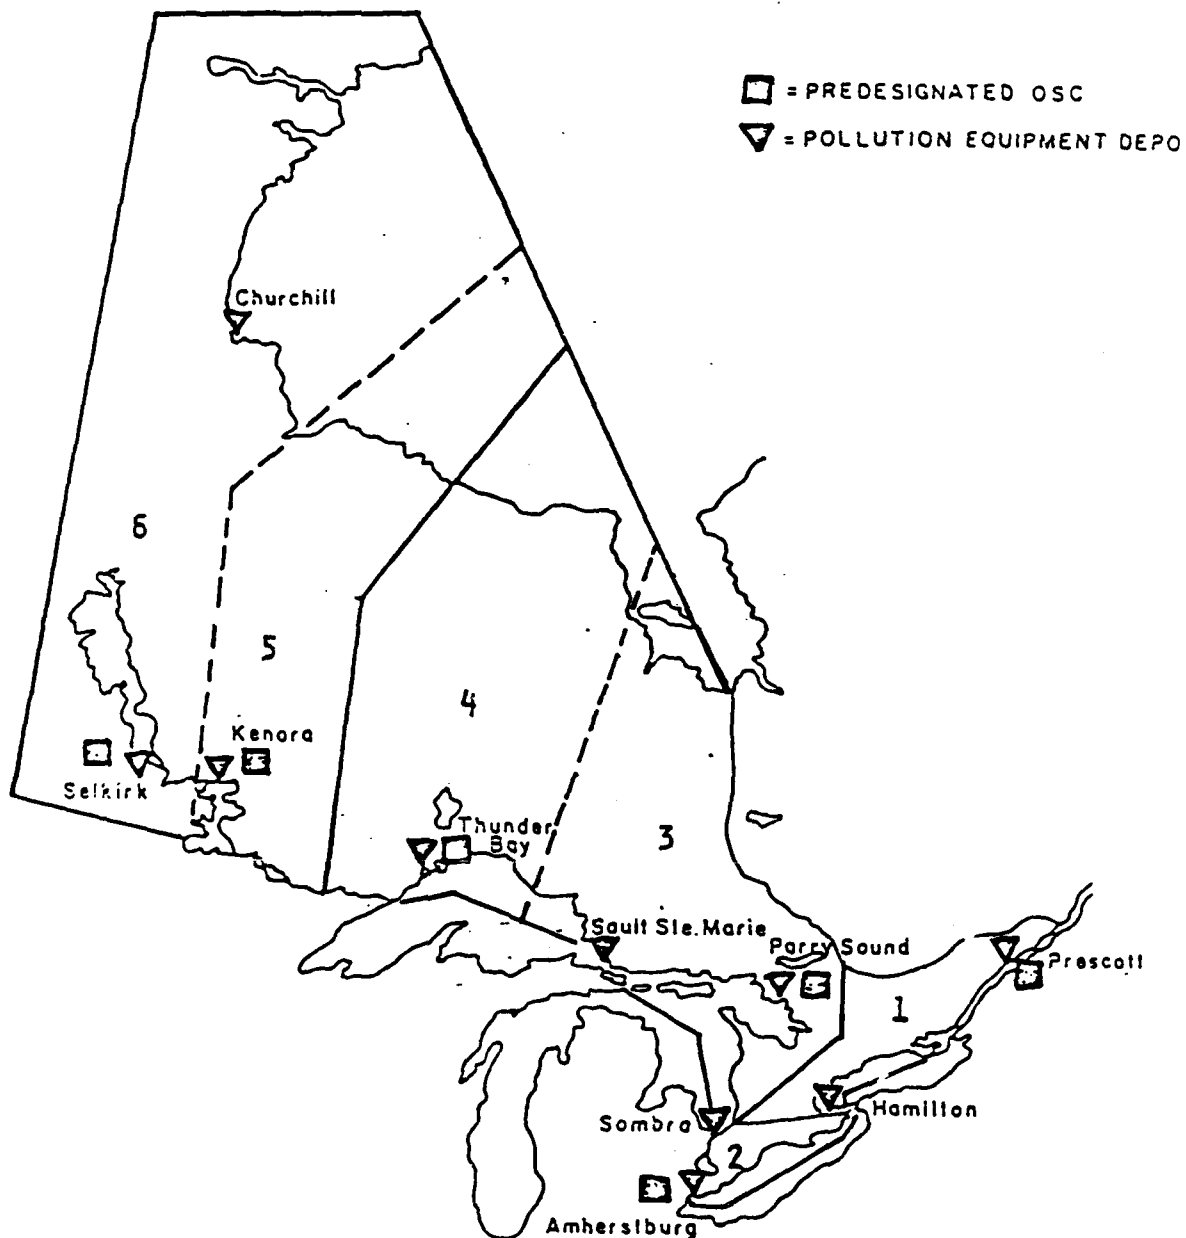 = PREDESIGNATED OSC
= POLLUTION EQUIPMENT DEPO
Churchill
6
5
4
Kenora
Selkirk
Thunder
Bay
3
Sault Ste. Marie
Parry Sound
Prescott
1
Hamilton
Sombra
2
Amherstburg